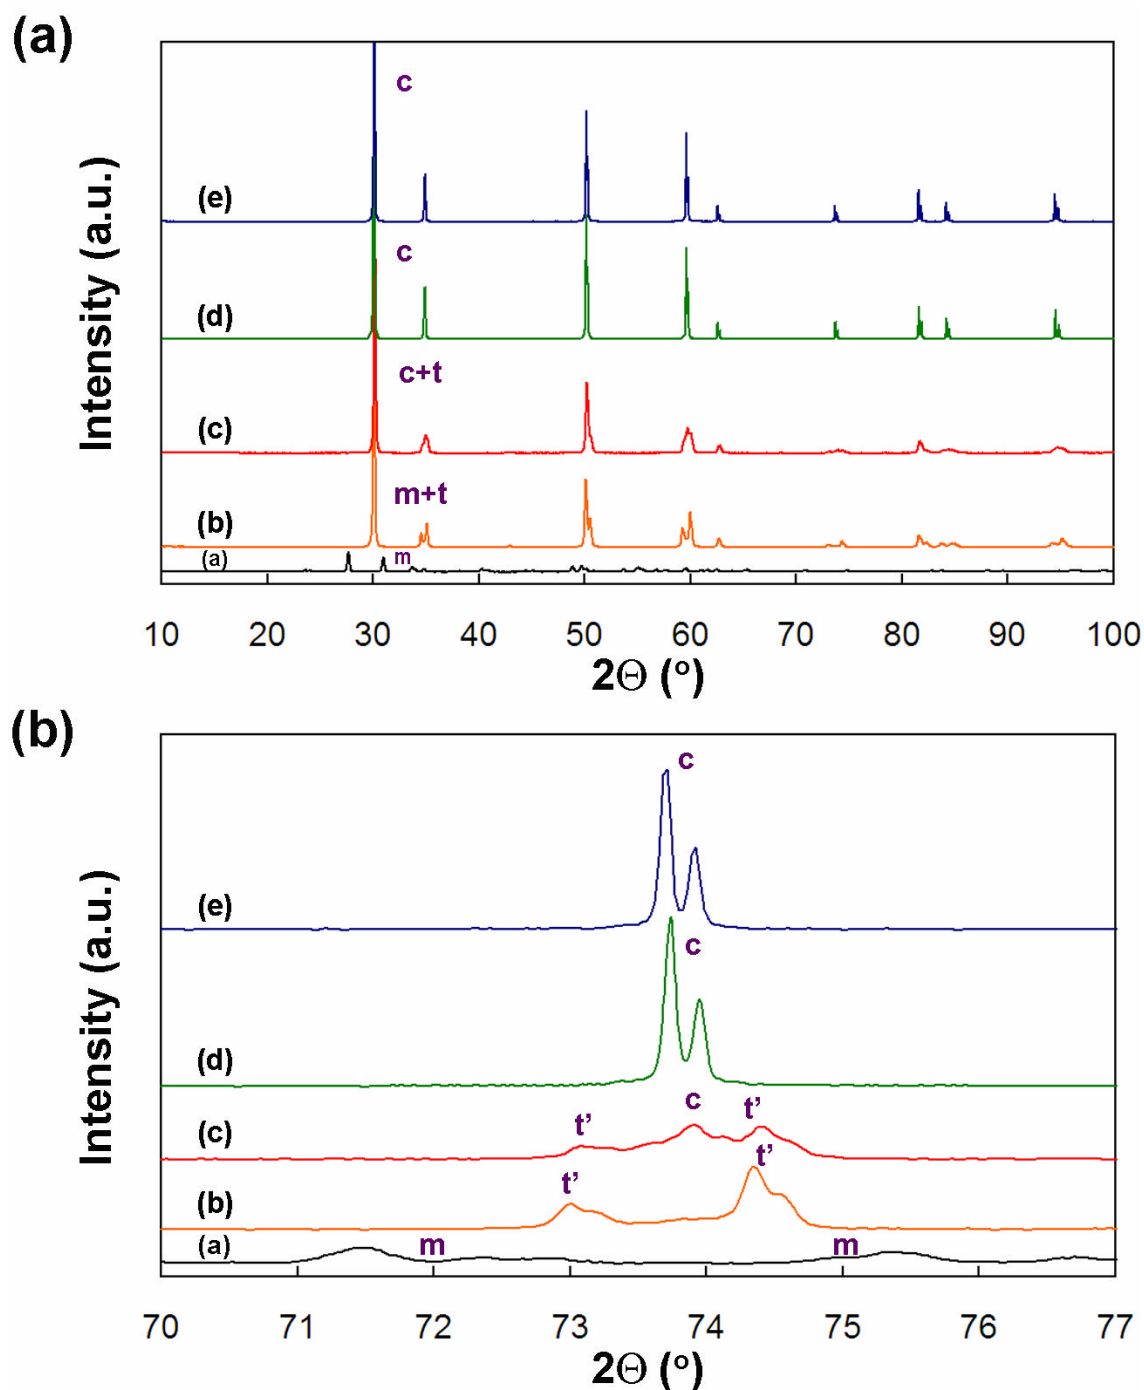 (a)
Intensity (a.u.)
c
(e)
c
(d)
c+t
(c)
m+t
(b)
(a)
m
10 20 30 40 50 60 70 80 90 100
2Θ (°)
(b)
Intensity (a.u.)
c
(e)
c
(d)
t' c t'
(c)
t' t'
(b)
(a) m m
70 71 72 73 74 75 76 77
2Θ (°)